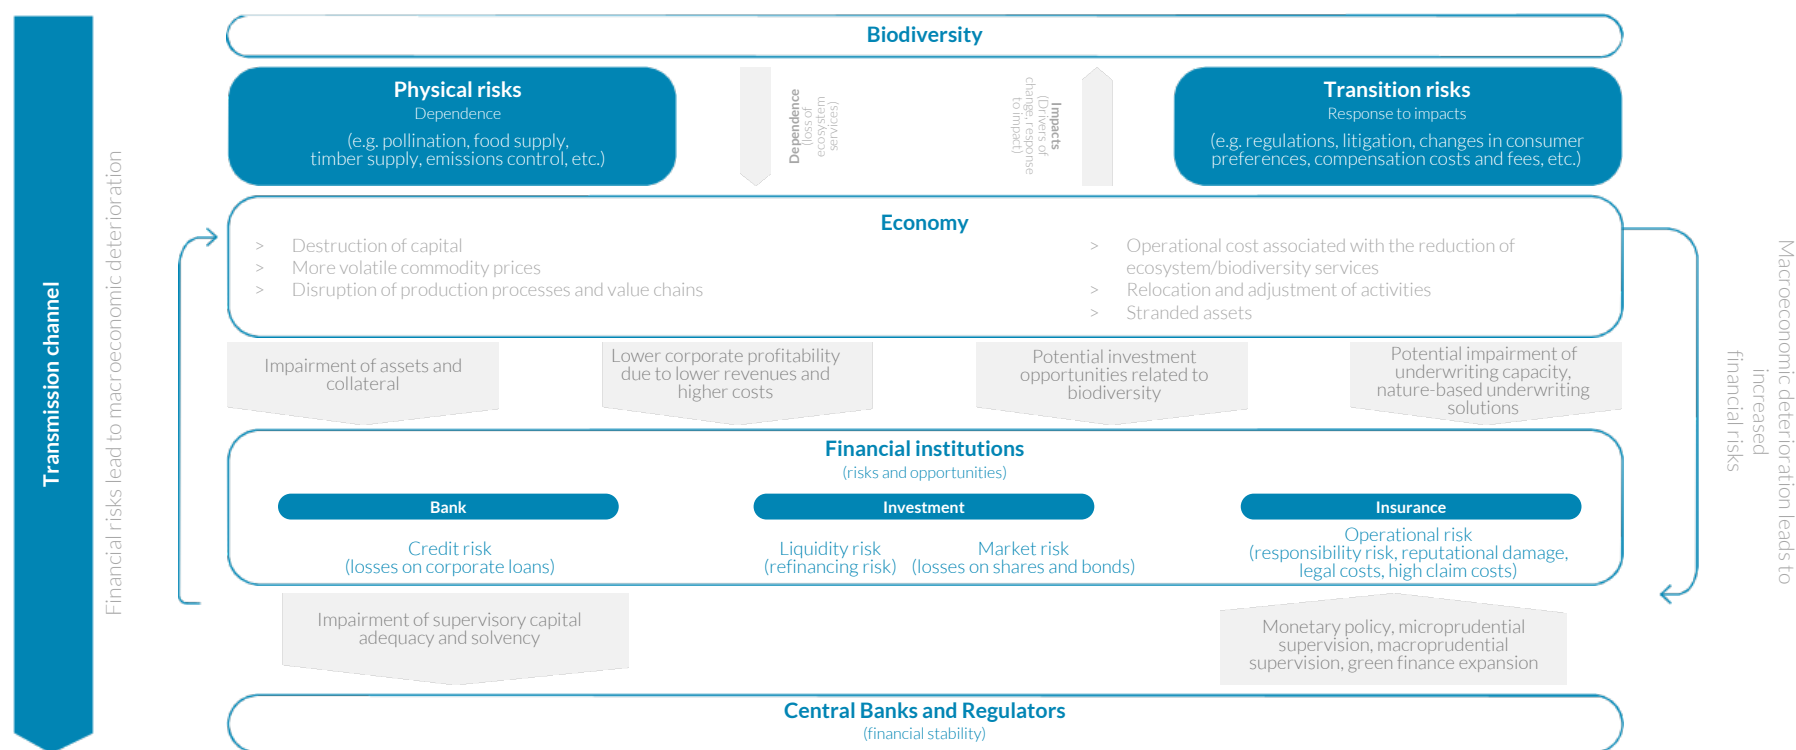 Biodiversity
Physical risks
Dependence
(e.g. pollination, food supply,
timber supply, emissions control, etc.)
Dependence
(loss of
ecosystem
services)
Impacts
(Drivers of
change, response
to impact)
Transition risks
Response to impacts
(e.g. regulations, litigation, changes in consumer
preferences, compensation costs and fees, etc.)
Transmission channel
Financial risks lead to macroeconomic deterioration
Economy
> Destruction of capital
> More volatile commodity prices
> Disruption of production processes and value chains
> Operational cost associated with the reduction of
ecosystem/biodiversity services
> Relocation and adjustment of activities
> Stranded assets
Macroeconomic deterioration leads to
increased
financial risks
Impairment of assets and
collateral
Lower corporate profitability
due to lower revenues and
higher costs
Potential investment
opportunities related to
biodiversity
Potential impairment of
underwriting capacity,
nature-based underwriting
solutions
Financial institutions
(risks and opportunities)
Bank
Credit risk
(losses on corporate loans)
Investment
Liquidity risk
(refinancing risk)
Market risk
(losses on shares and bonds)
Insurance
Operational risk
(responsibility risk, reputational damage,
legal costs, high claim costs)
Impairment of supervisory capital
adequacy and solvency
Monetary policy, microprudential
supervision, macroprudential
supervision, green finance expansion
Central Banks and Regulators
(financial stability)